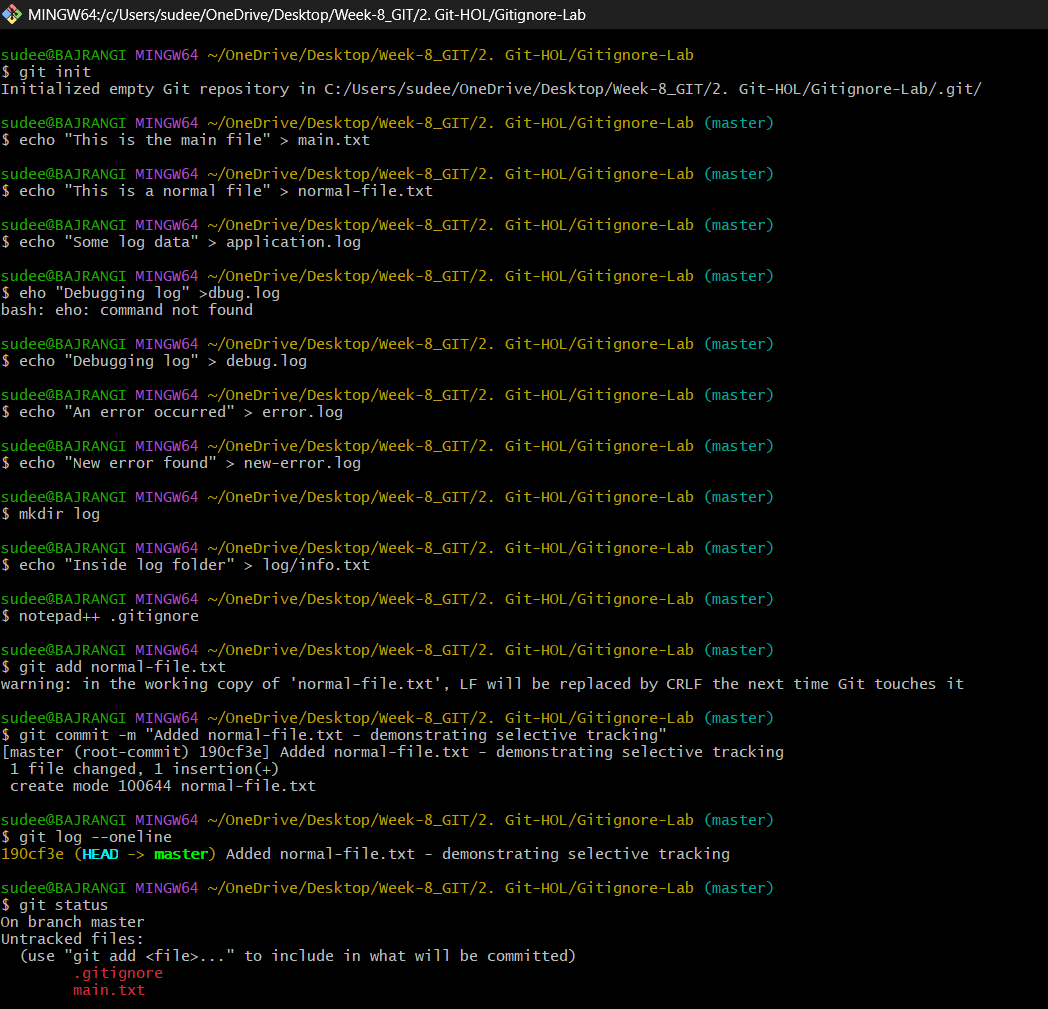 MINGW64:/c/Users/sudee/OneDrive/Desktop/Week-8_GIT/2. Git-HOL/Gitignore-Lab
sudee@BAJRANGI MINGW64 ~/OneDrive/Desktop/Week-8_GIT/2. Git-HOL/Gitignore-Lab
$ git init
Initialized empty Git repository in C:/Users/sudee/OneDrive/Desktop/Week-8_GIT/2. Git-HOL/Gitignore-Lab/.git/
sudee@BAJRANGI MINGW64 ~/OneDrive/Desktop/Week-8_GIT/2. Git-HOL/Gitignore-Lab (master)
$ echo "This is the main file" > main.txt
sudee@BAJRANGI MINGW64 ~/OneDrive/Desktop/Week-8_GIT/2. Git-HOL/Gitignore-Lab (master)
$ echo "This is a normal file" > normal-file.txt
sudee@BAJRANGI MINGW64 ~/OneDrive/Desktop/Week-8_GIT/2. Git-HOL/Gitignore-Lab (master)
$ echo "Some log data" > application.log
sudee@BAJRANGI MINGW64 ~/OneDrive/Desktop/Week-8_GIT/2. Git-HOL/Gitignore-Lab (master)
$ eho "Debugging log" >dbug.log
bash: eho: command not found
sudee@BAJRANGI MINGW64 ~/OneDrive/Desktop/Week-8_GIT/2. Git-HOL/Gitignore-Lab (master)
$ echo "Debugging log" > debug.log
sudee@BAJRANGI MINGW64 ~/OneDrive/Desktop/Week-8_GIT/2. Git-HOL/Gitignore-Lab (master)
$ echo "An error occurred" > error.log
sudee@BAJRANGI MINGW64 ~/OneDrive/Desktop/Week-8_GIT/2. Git-HOL/Gitignore-Lab (master)
$ echo "New error found" > new-error.log
sudee@BAJRANGI MINGW64 ~/OneDrive/Desktop/Week-8_GIT/2. Git-HOL/Gitignore-Lab (master)
$ mkdir log
sudee@BAJRANGI MINGW64 ~/OneDrive/Desktop/Week-8_GIT/2. Git-HOL/Gitignore-Lab (master)
$ echo "Inside log folder" > log/info.txt
sudee@BAJRANGI MINGW64 ~/OneDrive/Desktop/Week-8_GIT/2. Git-HOL/Gitignore-Lab (master)
$ notepad++ .gitignore
sudee@BAJRANGI MINGW64 ~/OneDrive/Desktop/Week-8_GIT/2. Git-HOL/Gitignore-Lab (master)
$ git add normal-file.txt
warning: in the working copy of 'normal-file.txt', LF will be replaced by CRLF the next time Git touches it
sudee@BAJRANGI MINGW64 ~/OneDrive/Desktop/Week-8_GIT/2. Git-HOL/Gitignore-Lab (master)
$ git commit -m "Added normal-file.txt - demonstrating selective tracking"
[master (root-commit) 190cf3e] Added normal-file.txt - demonstrating selective tracking
1 file changed, 1 insertion(+)
create mode 100644 normal-file.txt
sudee@BAJRANGI MINGW64 ~/OneDrive/Desktop/Week-8_GIT/2. Git-HOL/Gitignore-Lab (master)
$ git log --oneline
190cf3e (HEAD -> master) Added normal-file.txt - demonstrating selective tracking
sudee@BAJRANGI MINGW64 ~/OneDrive/Desktop/Week-8_GIT/2. Git-HOL/Gitignore-Lab (master)
$ git status
On branch master
Untracked files:
(use "git add <file>..." to include in what will be committed)
.gitignore
main.txt